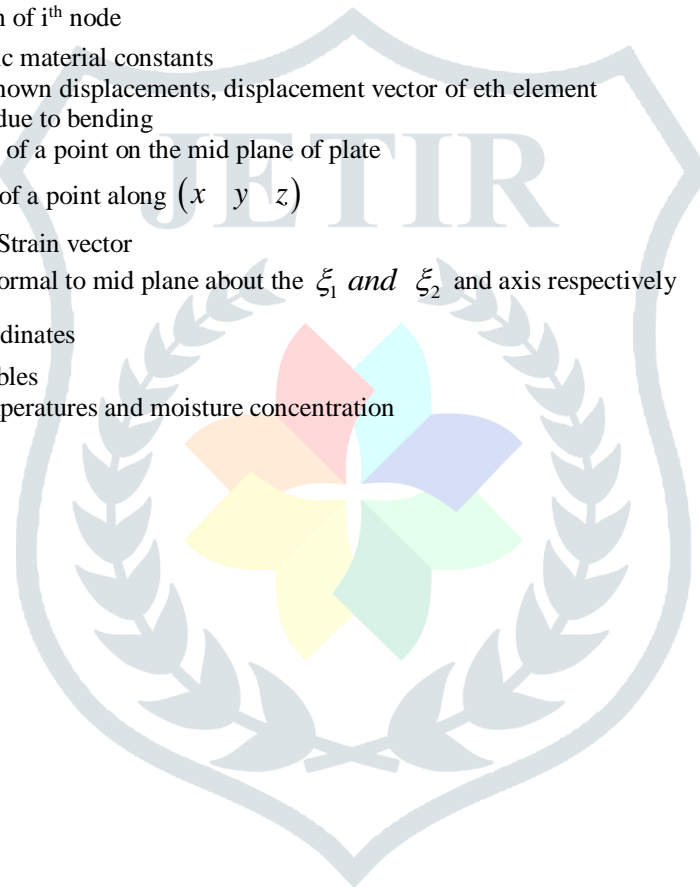 n of iᵗʰ node
ic material constants
nown displacements, displacement vector of eth element
due to bending
of a point on the mid plane of plate
JETIR
of a point along (x y z)
Strain vector
ormal to mid plane about the ξ₁ and ξ₂ and axis respectively
dinates
bles
peratures and moisture concentration